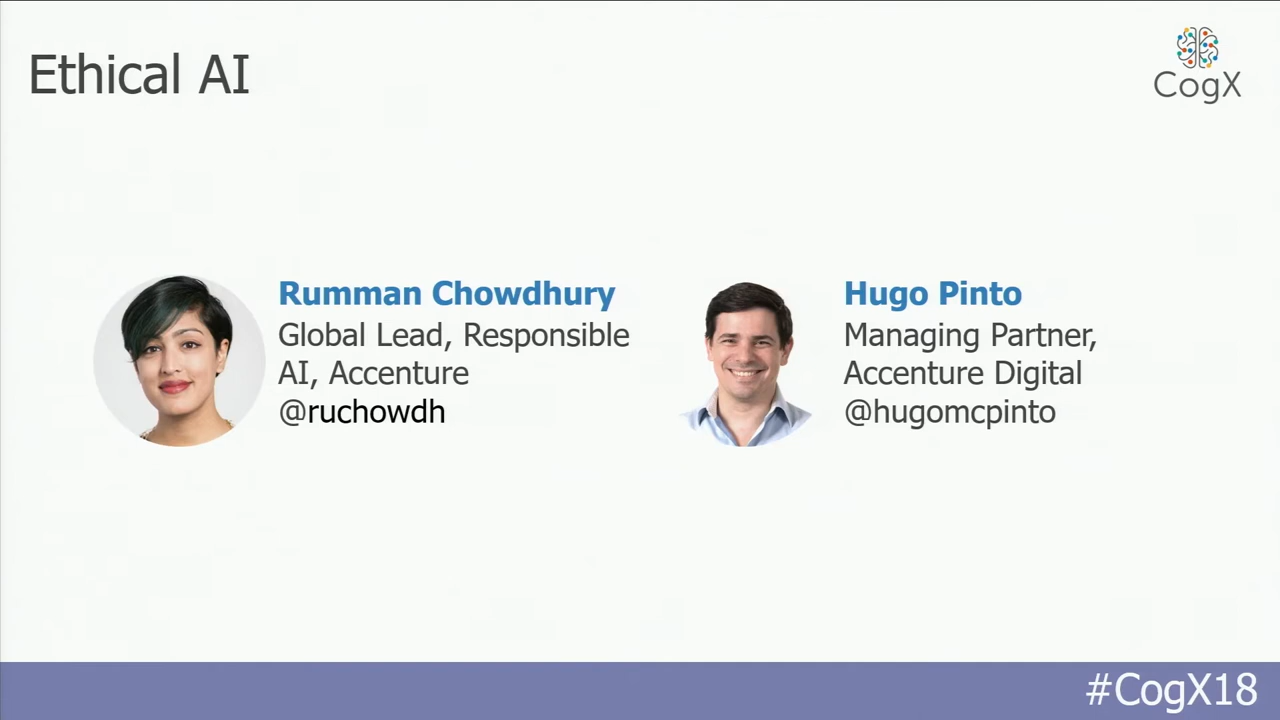 Ethical AI
CogX
Rumman Chowdhury
Global Lead, Responsible
AI, Accenture
@ruchowdh
Hugo Pinto
Managing Partner,
Accenture Digital
@hugomcpinto
#CogX18